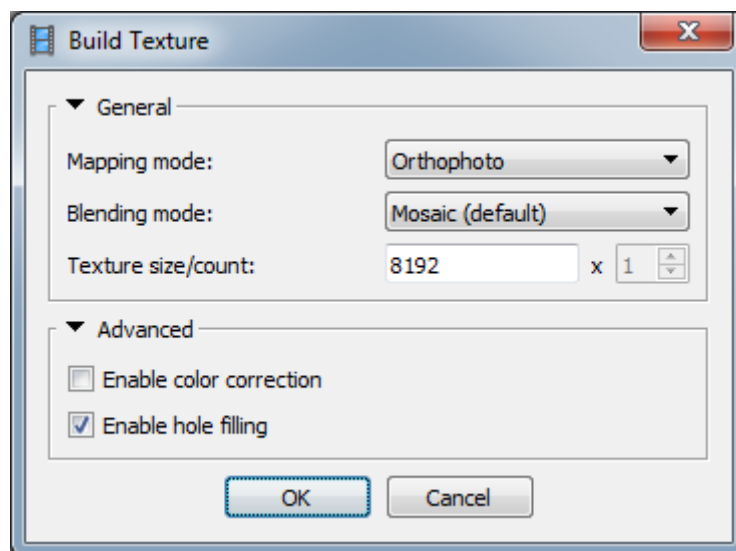 Build Texture
General
Mapping mode: Orthophoto
Blending mode: Mosaic (default)
Texture size/count: 8192 x 1
Advanced
Enable color correction
Enable hole filling
OK Cancel